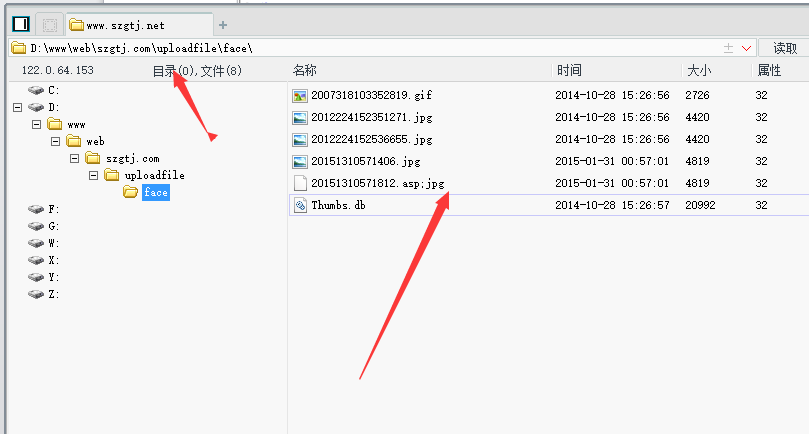 www.szgtj.net
D:\www\web\szgtj.com\uploadfile\face\ 读取
122.0.64.153 目录(0),文件(8)
名称 时间 大小 属性
C:
D:
www
web
szgtj.com
uploadfile
face
F:
G:
W:
X:
Y:
Z:
2007318103352819.gif 2014-10-28 15:26:56 2726 32
2012224152351271.jpg 2014-10-28 15:26:56 4420 32
2012224152536655.jpg 2014-10-28 15:26:56 4420 32
20151310571406.jpg 2015-01-31 00:57:01 4819 32
20151310571812.asp;jpg 2015-01-31 00:57:01 4819 32
Thumbs.db 2014-10-28 15:26:57 20992 32